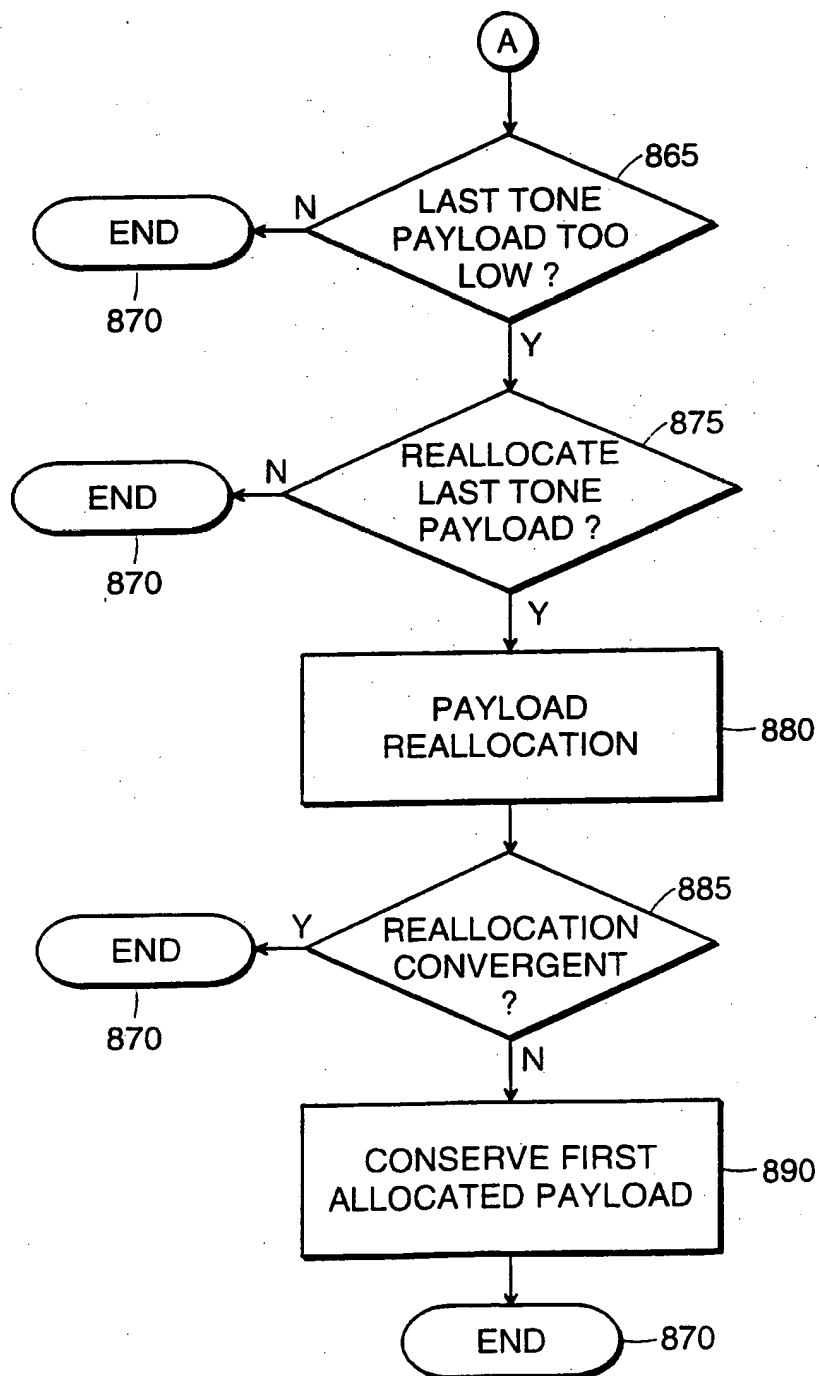 A
865
LAST TONE
PAYLOAD TOO
LOW ?
N
END
870
Y
875
REALLOCATE
LAST TONE
PAYLOAD ?
N
END
870
Y
PAYLOAD
REALLOCATION
880
885
REALLOCATION
CONVERGENT
?
Y
END
870
N
CONSERVE FIRST
ALLOCATED PAYLOAD
890
END
870